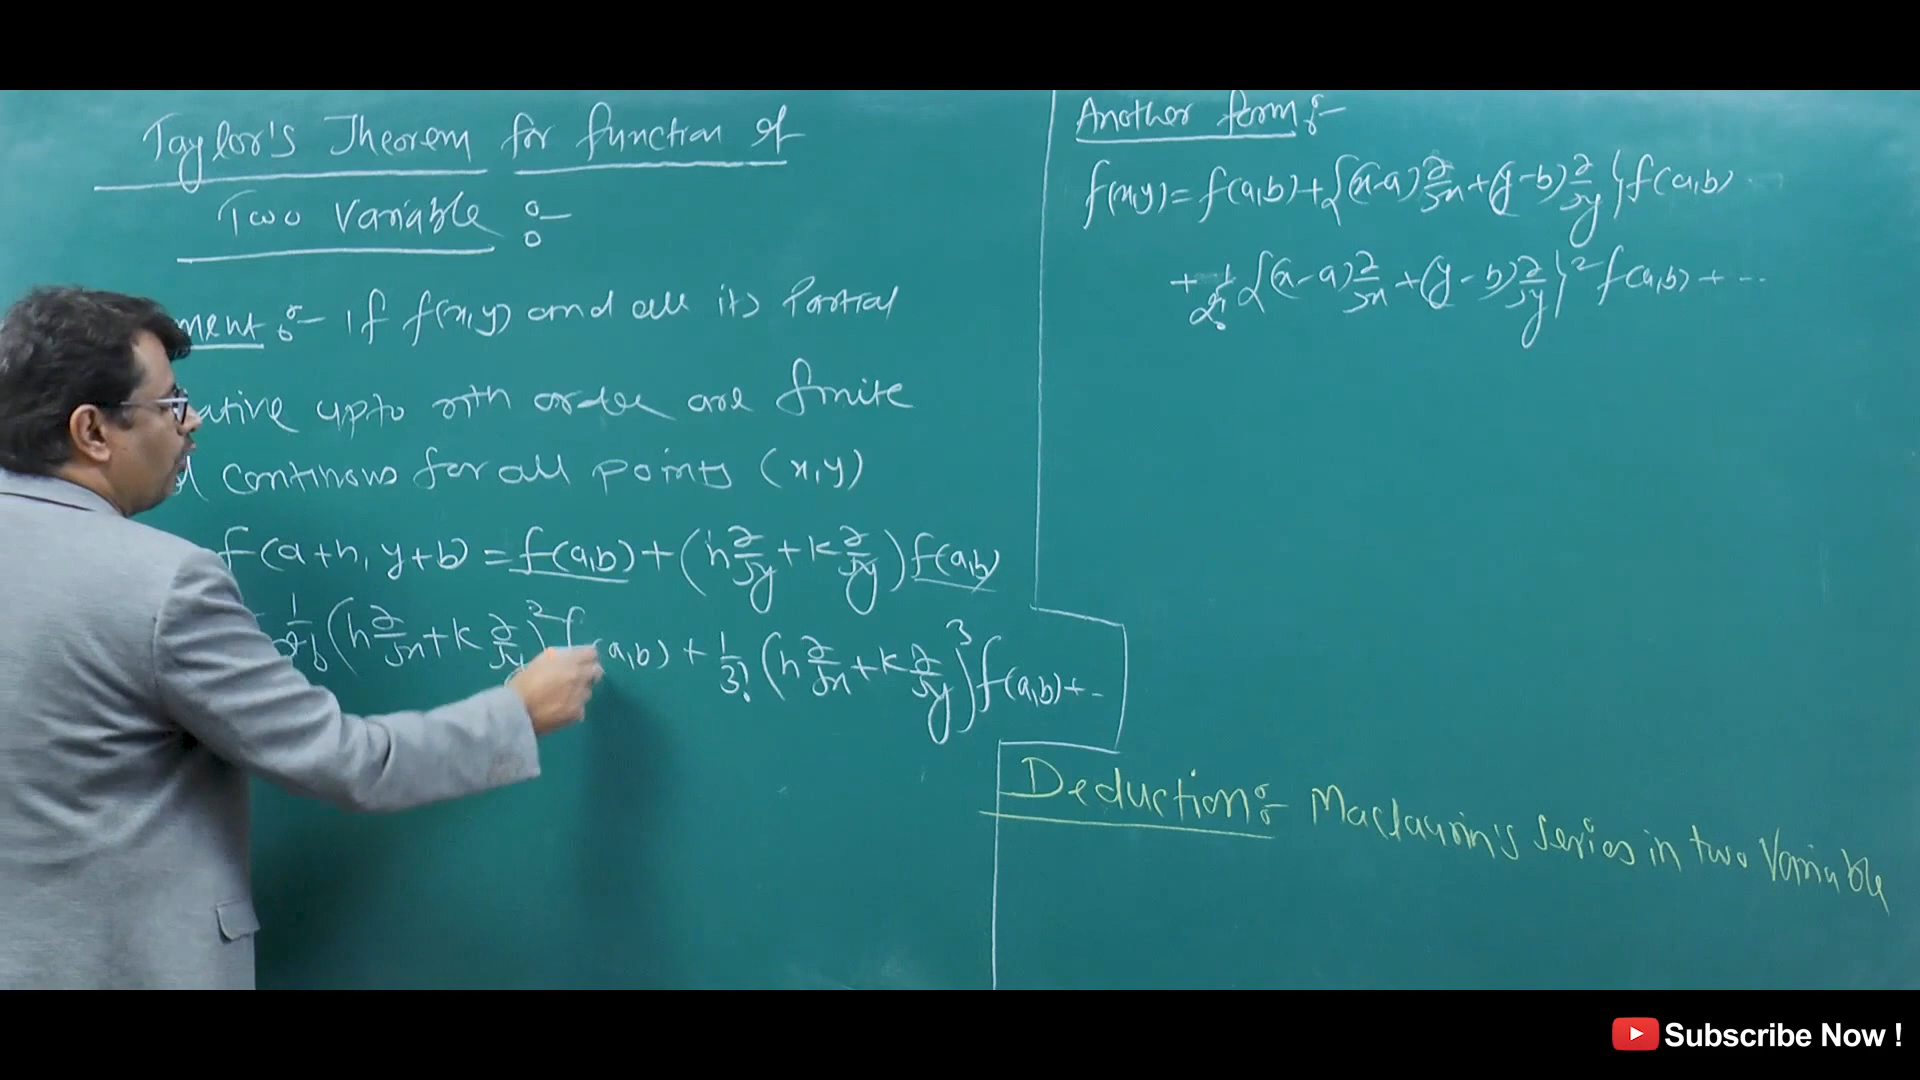 Taylor's Theorem for function of
Two Variable :-
ment :- If f(x,y) and all its Partial
ative upto nth order are finite
d continous for all points (x,y)
f(a+h, y+b) = f(a,b) + (h ∂/∂y + k ∂/∂y) f(a,b)
1/2! (h ∂/∂x + k ∂/∂y)² f(a,b) + 1/3! (h ∂/∂x + k ∂/∂y)³ f(a,b) + --
Another form :-
f(x,y) = f(a,b) + {(x-a) ∂/∂x + (y-b) ∂/∂y} f(a,b)
+ 1/2! {(x-a) ∂/∂x + (y-b) ∂/∂y}² f(a,b) + ---
Deduction :- Maclaurin's series in two Variable
Subscribe Now !